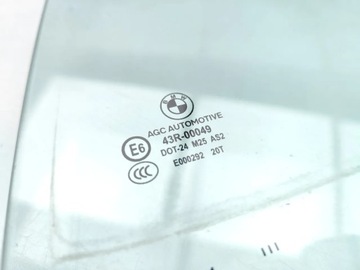 BMW
AGC AUTOMOTIVE
43R-00049
E6
DOT-24 M25 AS2
E000292 20T
CCC